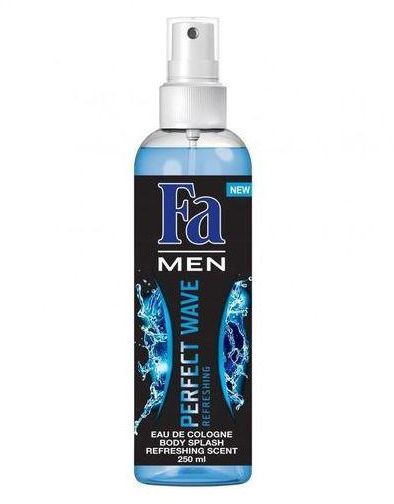 NEW
Fa
MEN
PERFECT WAVE
REFRESHING
EAU DE COLOGNE
BODY SPLASH
REFRESHING SCENT
250 ml